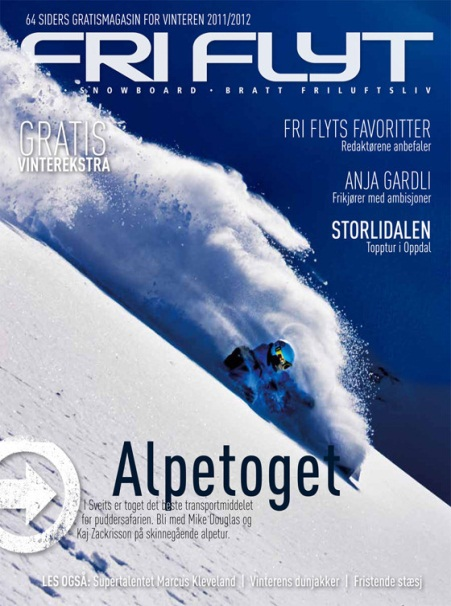 64 SIDERS GRATISMAGASIN FOR VINTEREN 2011/2012
FRI FLYT
• SNOWBOARD • BRATT FRILUFTSLIV
GRATIS
VINTEREKSTRA
FRI FLYTS FAVORITTER
Redaktørene anbefaler
ANJA GARDLI
Frikjører med ambisjoner
STORLIDALEN
Topptur i Oppdal
Alpetoget
I Sveits er toget det beste transportmiddelet
for puddersafarien. Bli med Mike Douglas og
Kaj Zackrisson på skinnegående alpetur.
LES OGSÅ: Supertalentet Marcus Kleveland | Vinterens dunjakker | Fristende stæsj